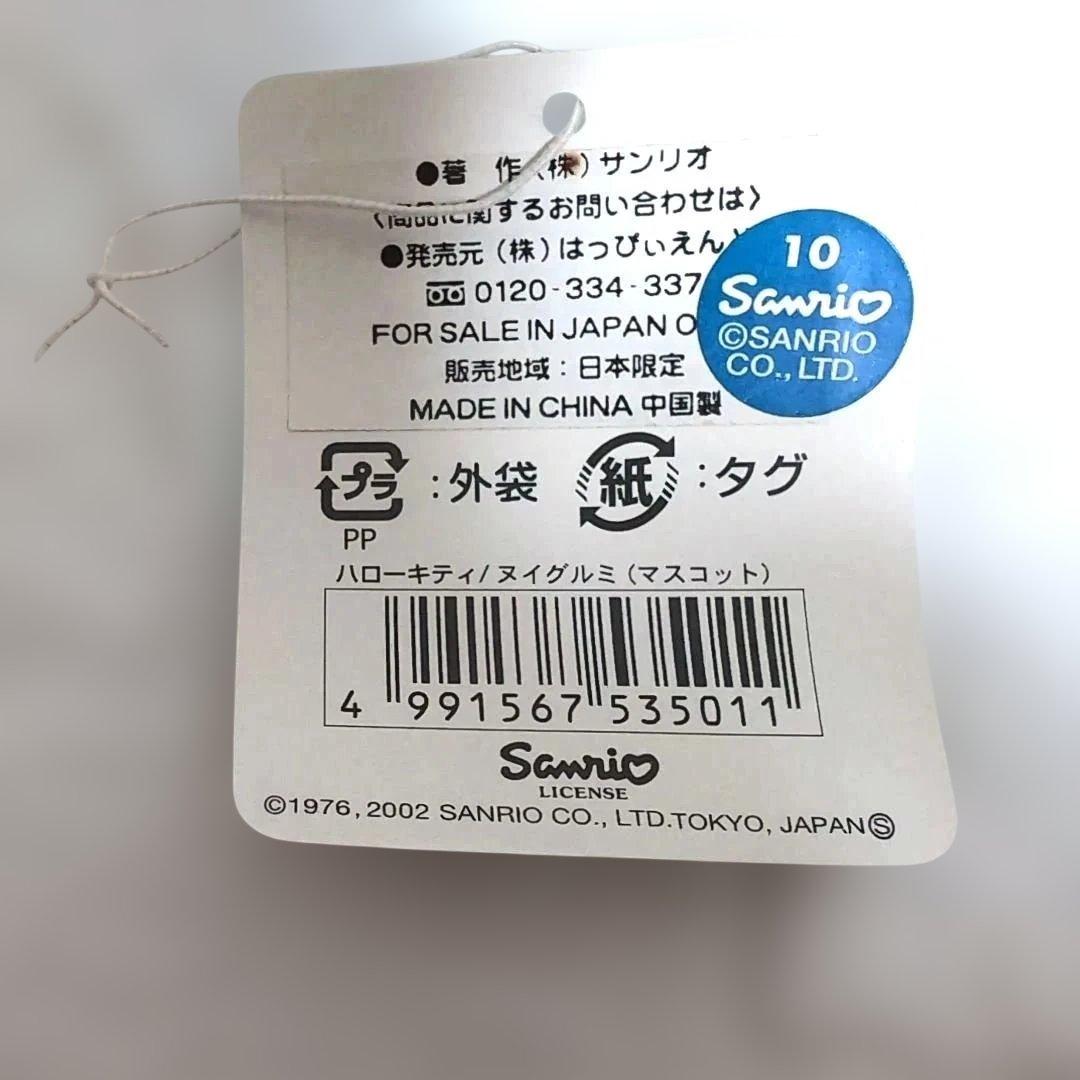 ●著 作(株)サンリオ
〈商品に関するお問い合わせは〉
●発売元(株)はっぴぃえんど
0120-334-337
FOR SALE IN JAPAN O
販売地域:日本限定
MADE IN CHINA 中国製
10
Sanrio
©SANRIO
CO., LTD.
プラ :外袋 紙 :タグ
PP
ハローキティ/ヌイグルミ(マスコット)
4 991567 535011
Sanrio
LICENSE
©1976,2002 SANRIO CO., LTD.TOKYO, JAPANⓈ